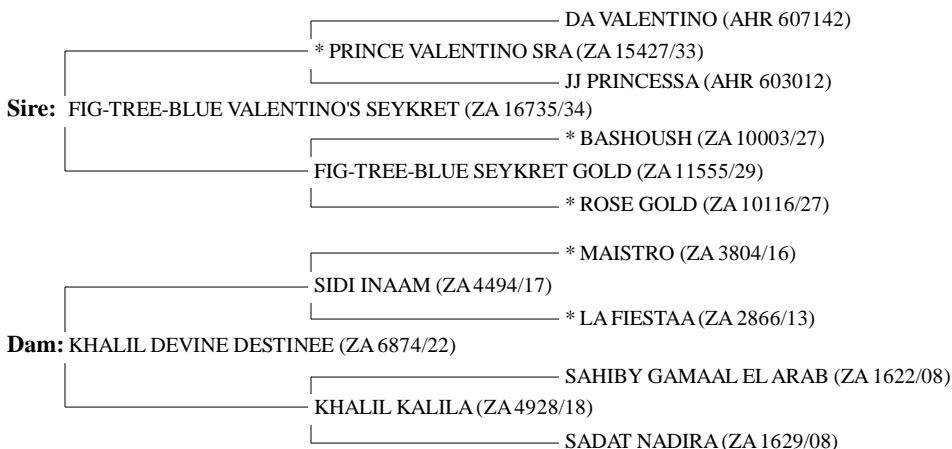 DA VALENTINO (AHR 607142)
* PRINCE VALENTINO SRA (ZA 15427/33)
JJ PRINCESSA (AHR 603012)
Sire: FIG-TREE-BLUE VALENTINO'S SEYKRET (ZA 16735/34)
* BASHOUSH (ZA 10003/27)
FIG-TREE-BLUE SEYKRET GOLD (ZA 11555/29)
* ROSE GOLD (ZA 10116/27)
* MAISTRO (ZA 3804/16)
SIDI INAAM (ZA 4494/17)
* LA FIESTAA (ZA 2866/13)
Dam: KHALIL DEVINE DESTINEE (ZA 6874/22)
SAHIBY GAMAAL EL ARAB (ZA 1622/08)
KHALIL KALILA (ZA 4928/18)
SADAT NADIRA (ZA 1629/08)